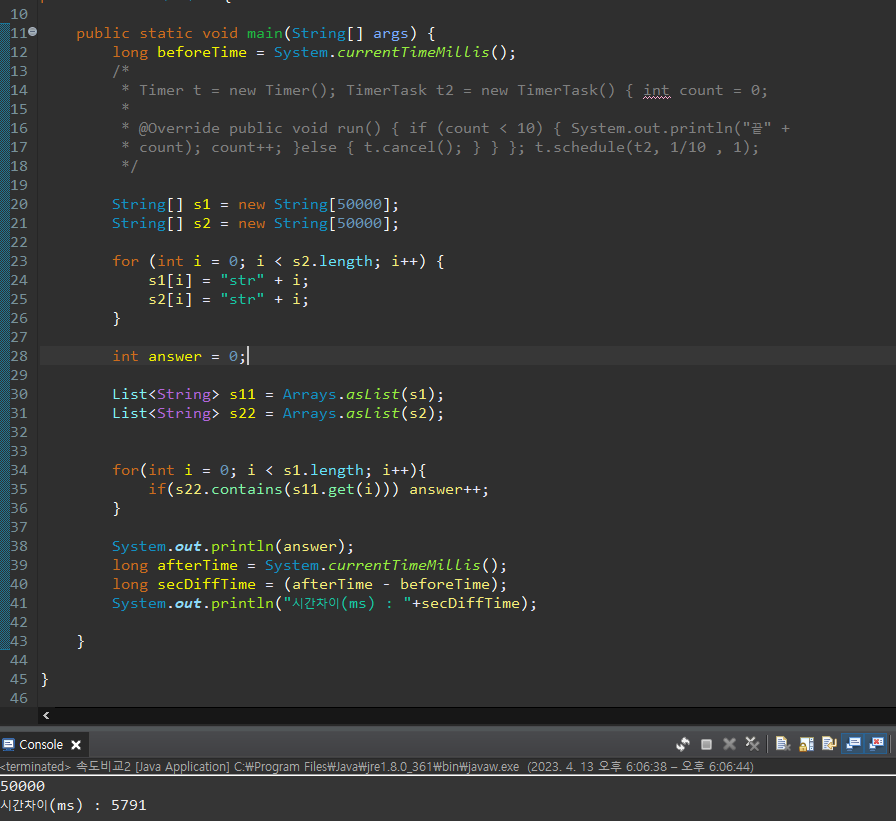 10
11 public static void main(String[] args) {
12 long beforeTime = System.currentTimeMillis();
13 /*
14 * Timer t = new Timer(); TimerTask t2 = new TimerTask() { int count = 0;
15 *
16 * @Override public void run() { if (count < 10) { System.out.println("끝" +
17 * count); count++; }else { t.cancel(); } } }; t.schedule(t2, 1/10 , 1);
18 */
19
20 String[] s1 = new String[50000];
21 String[] s2 = new String[50000];
22
23 for (int i = 0; i < s2.length; i++) {
24 s1[i] = "str" + i;
25 s2[i] = "str" + i;
26 }
27
28 int answer = 0;
29
30 List<String> s11 = Arrays.asList(s1);
31 List<String> s22 = Arrays.asList(s2);
32
33
34 for(int i = 0; i < s1.length; i++){
35 if(s22.contains(s11.get(i))) answer++;
36 }
37
38 System.out.println(answer);
39 long afterTime = System.currentTimeMillis();
40 long secDiffTime = (afterTime - beforeTime);
41 System.out.println("시간차이(ms) : "+secDiffTime);
42
43 }
44
45 }
46
Console
<terminated> 속도비교2 [Java Application] C:₩Program Files₩Java₩jre1.8.0_361₩bin₩javaw.exe (2023. 4. 13 오후 6:06:38 – 오후 6:06:44)
50000
시간차이(ms) : 5791